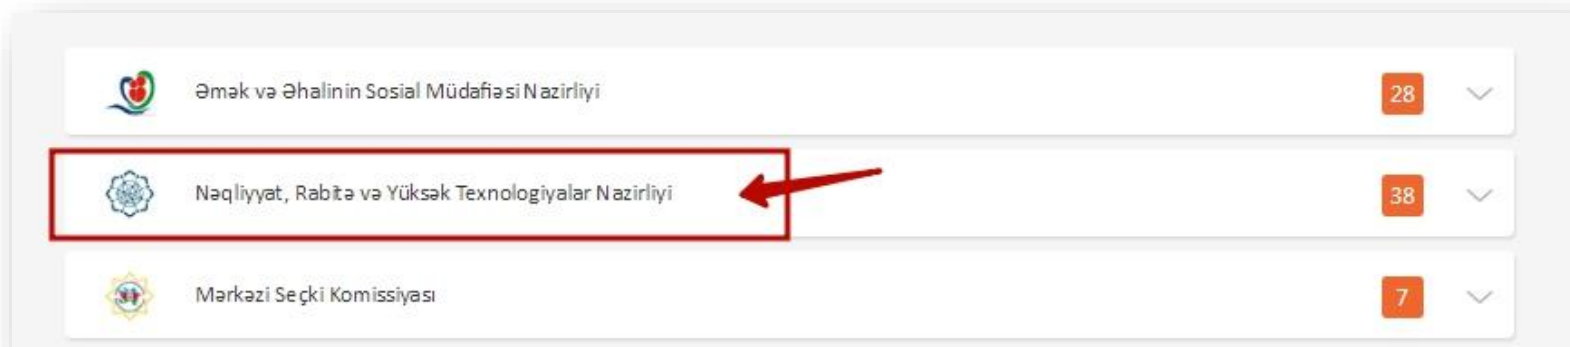 Əmək və Əhalinin Sosial Müdafiəsi Nazirliyi 28
Nəqliyyat, Rabitə və Yüksək Texnologiyalar Nazirliyi 38
Mərkəzi Seçki Komissiyası 7